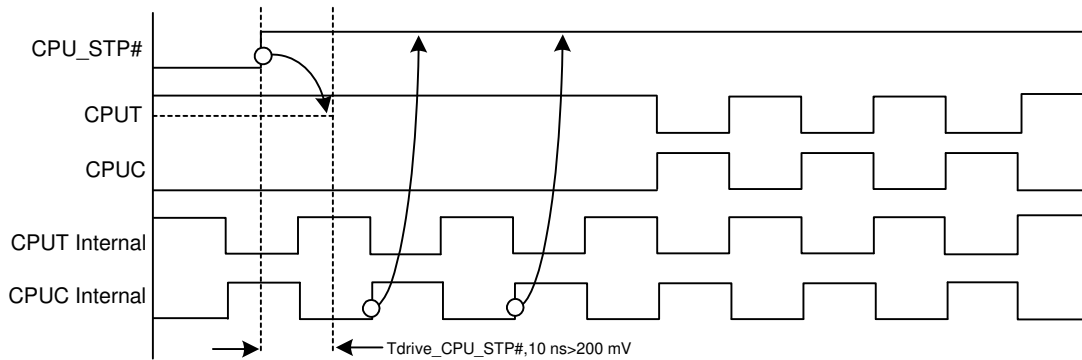 CPU_STP#
CPUT
CPUC
CPUT Internal
CPUC Internal
Tdrive_CPU_STP#,10 ns>200 mV